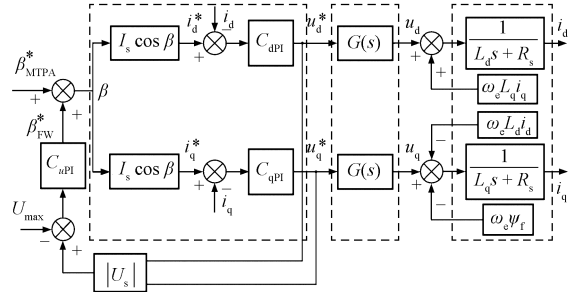 β*MTPA
+
+
β*FW
CuPI
Umax
−
+
|Us|
β
Is cos β
id*
+
−
id
CdPI
ud*
G(s)
ud
+
+
1
Lds + Rs
id
ωeLqiq
ωeLdid
−
Is cos β
iq*
+
−
iq
CqPI
uq*
G(s)
uq
+
−
1
Lqs + Rs
iq
ωeψf